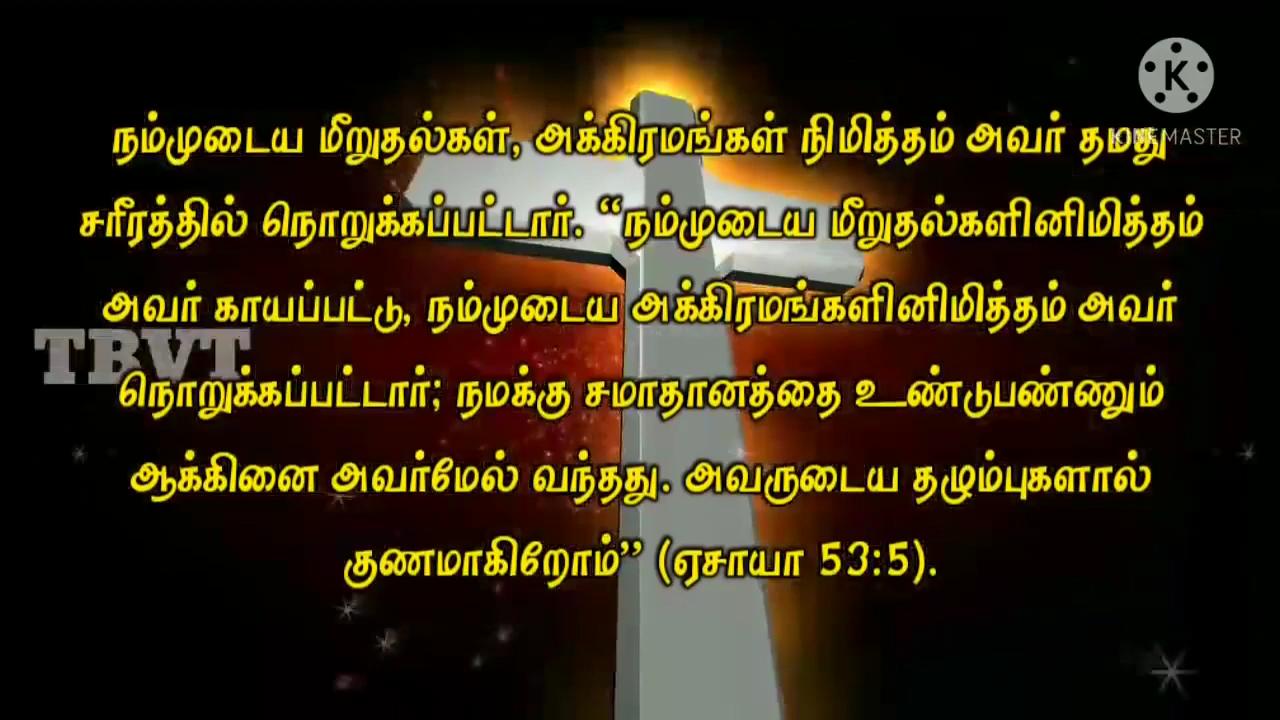 நம்முடைய மீறுதல்கள், அக்கிரமங்கள் நிமித்தம் அவர் தமது
சரீரத்தில் நொறுக்கப்பட்டார். “நம்முடைய மீறுதல்களினிமித்தம்
அவர் காயப்பட்டு, நம்முடைய அக்கிரமங்களினிமித்தம் அவர்
நொறுக்கப்பட்டார்; நமக்கு சமாதானத்தை உண்டுபண்ணும்
ஆக்கினை அவர்மேல் வந்தது. அவருடைய தழும்புகளால்
குணமாகிறோம்” (ஏசாயா 53:5).
TBVT
K
KINEMASTER